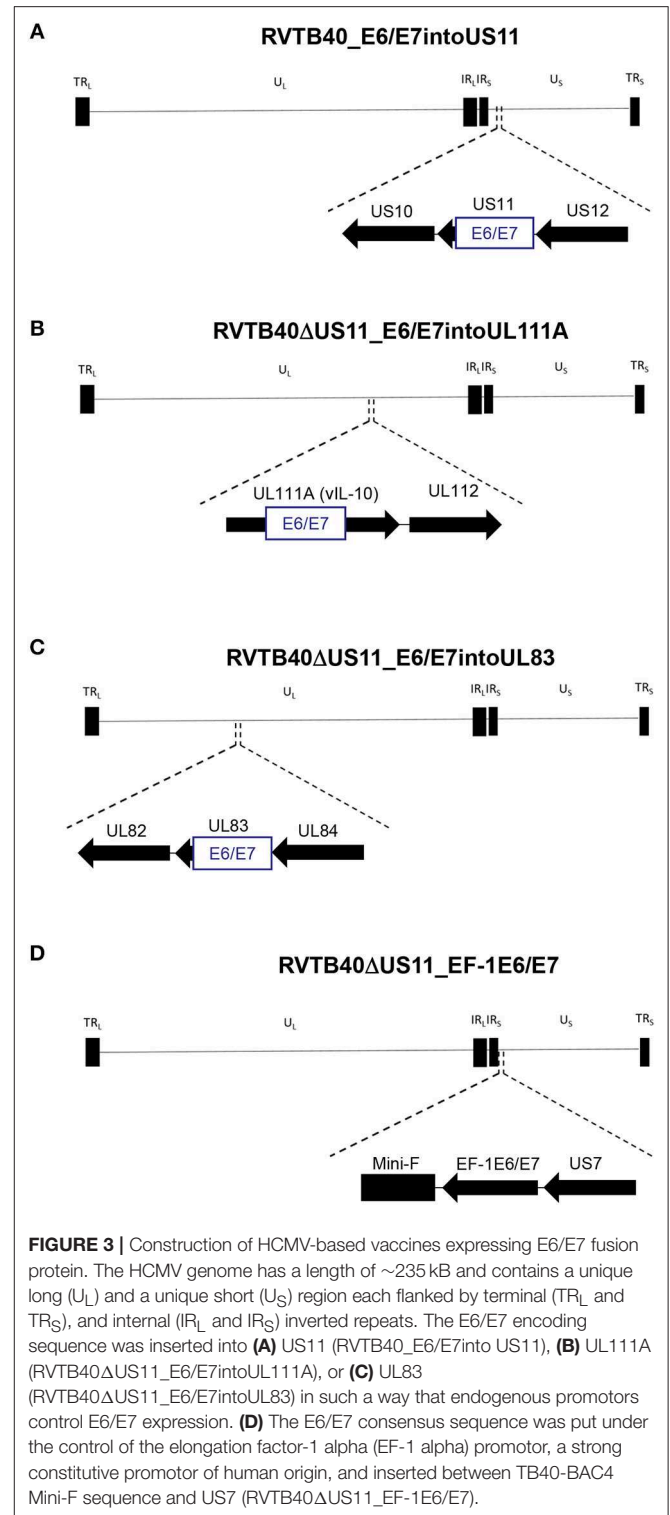 A
RVTB40_E6/E7intoUS11
TRL UL IRL IRS US TRS
US10 US11 US12
E6/E7
B
RVTB40ΔUS11_E6/E7intoUL111A
TRL UL IRL IRS US TRS
UL111A (vIL-10) UL112
E6/E7
C
RVTB40ΔUS11_E6/E7intoUL83
TRL UL IRL IRS US TRS
UL82 UL83 UL84
E6/E7
D
RVTB40ΔUS11_EF-1E6/E7
TRL UL IRL IRS US TRS
Mini-F EF-1E6/E7 US7
FIGURE 3 | Construction of HCMV-based vaccines expressing E6/E7 fusion
protein. The HCMV genome has a length of ~235 kB and contains a unique
long (UL) and a unique short (US) region each flanked by terminal (TRL and
TRS), and internal (IRL and IRS) inverted repeats. The E6/E7 encoding
sequence was inserted into (A) US11 (RVTB40_E6/E7into US11), (B) UL111A
(RVTB40ΔUS11_E6/E7intoUL111A), or (C) UL83
(RVTB40ΔUS11_E6/E7intoUL83) in such a way that endogenous promotors
control E6/E7 expression. (D) The E6/E7 consensus sequence was put under
the control of the elongation factor-1 alpha (EF-1 alpha) promotor, a strong
constitutive promotor of human origin, and inserted between TB40-BAC4
Mini-F sequence and US7 (RVTB40ΔUS11_EF-1E6/E7).